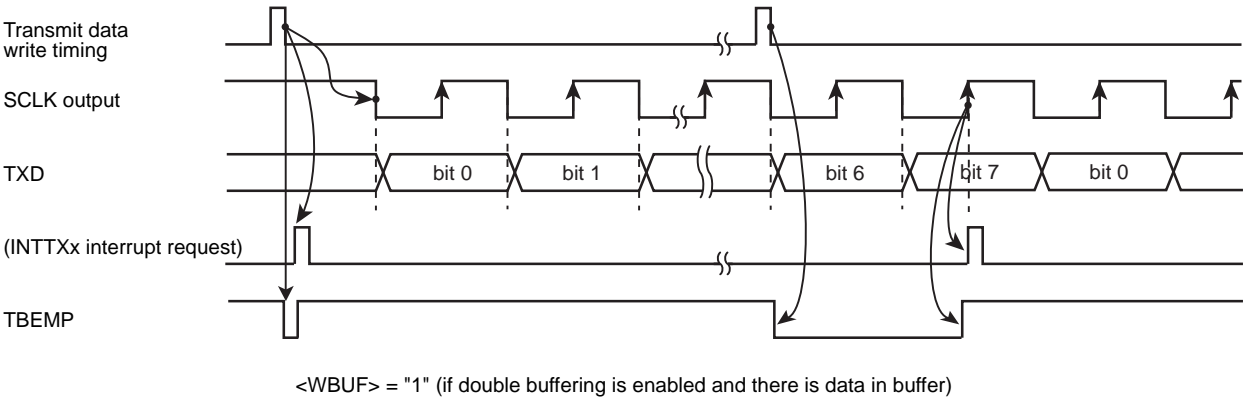 Transmit data
write timing
SCLK output
TXD
bit 0
bit 1
bit 6
bit 7
bit 0
(INTTXx interrupt request)
TBEMP
<WBUF> = "1" (if double buffering is enabled and there is data in buffer)